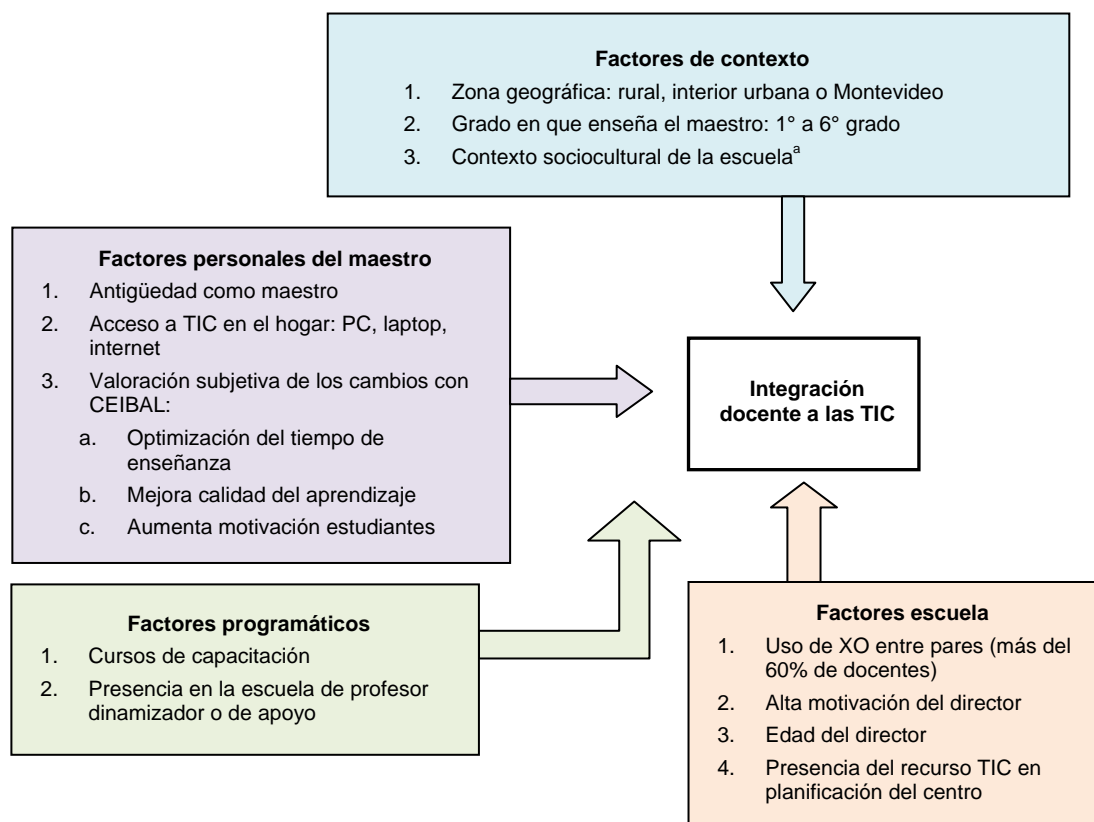 Factores de contexto
1. Zona geográfica: rural, interior urbana o Montevideo
2. Grado en que enseña el maestro: 1° a 6° grado
3. Contexto sociocultural de la escuelaª
Factores personales del maestro
1. Antigüedad como maestro
2. Acceso a TIC en el hogar: PC, laptop,
internet
3. Valoración subjetiva de los cambios con
CEIBAL:
a. Optimización del tiempo de
enseñanza
b. Mejora calidad del aprendizaje
c. Aumenta motivación estudiantes
Integración
docente a las TIC
Factores programáticos
1. Cursos de capacitación
2. Presencia en la escuela de profesor
dinamizador o de apoyo
Factores escuela
1. Uso de XO entre pares (más del
60% de docentes)
2. Alta motivación del director
3. Edad del director
4. Presencia del recurso TIC en
planificación del centro